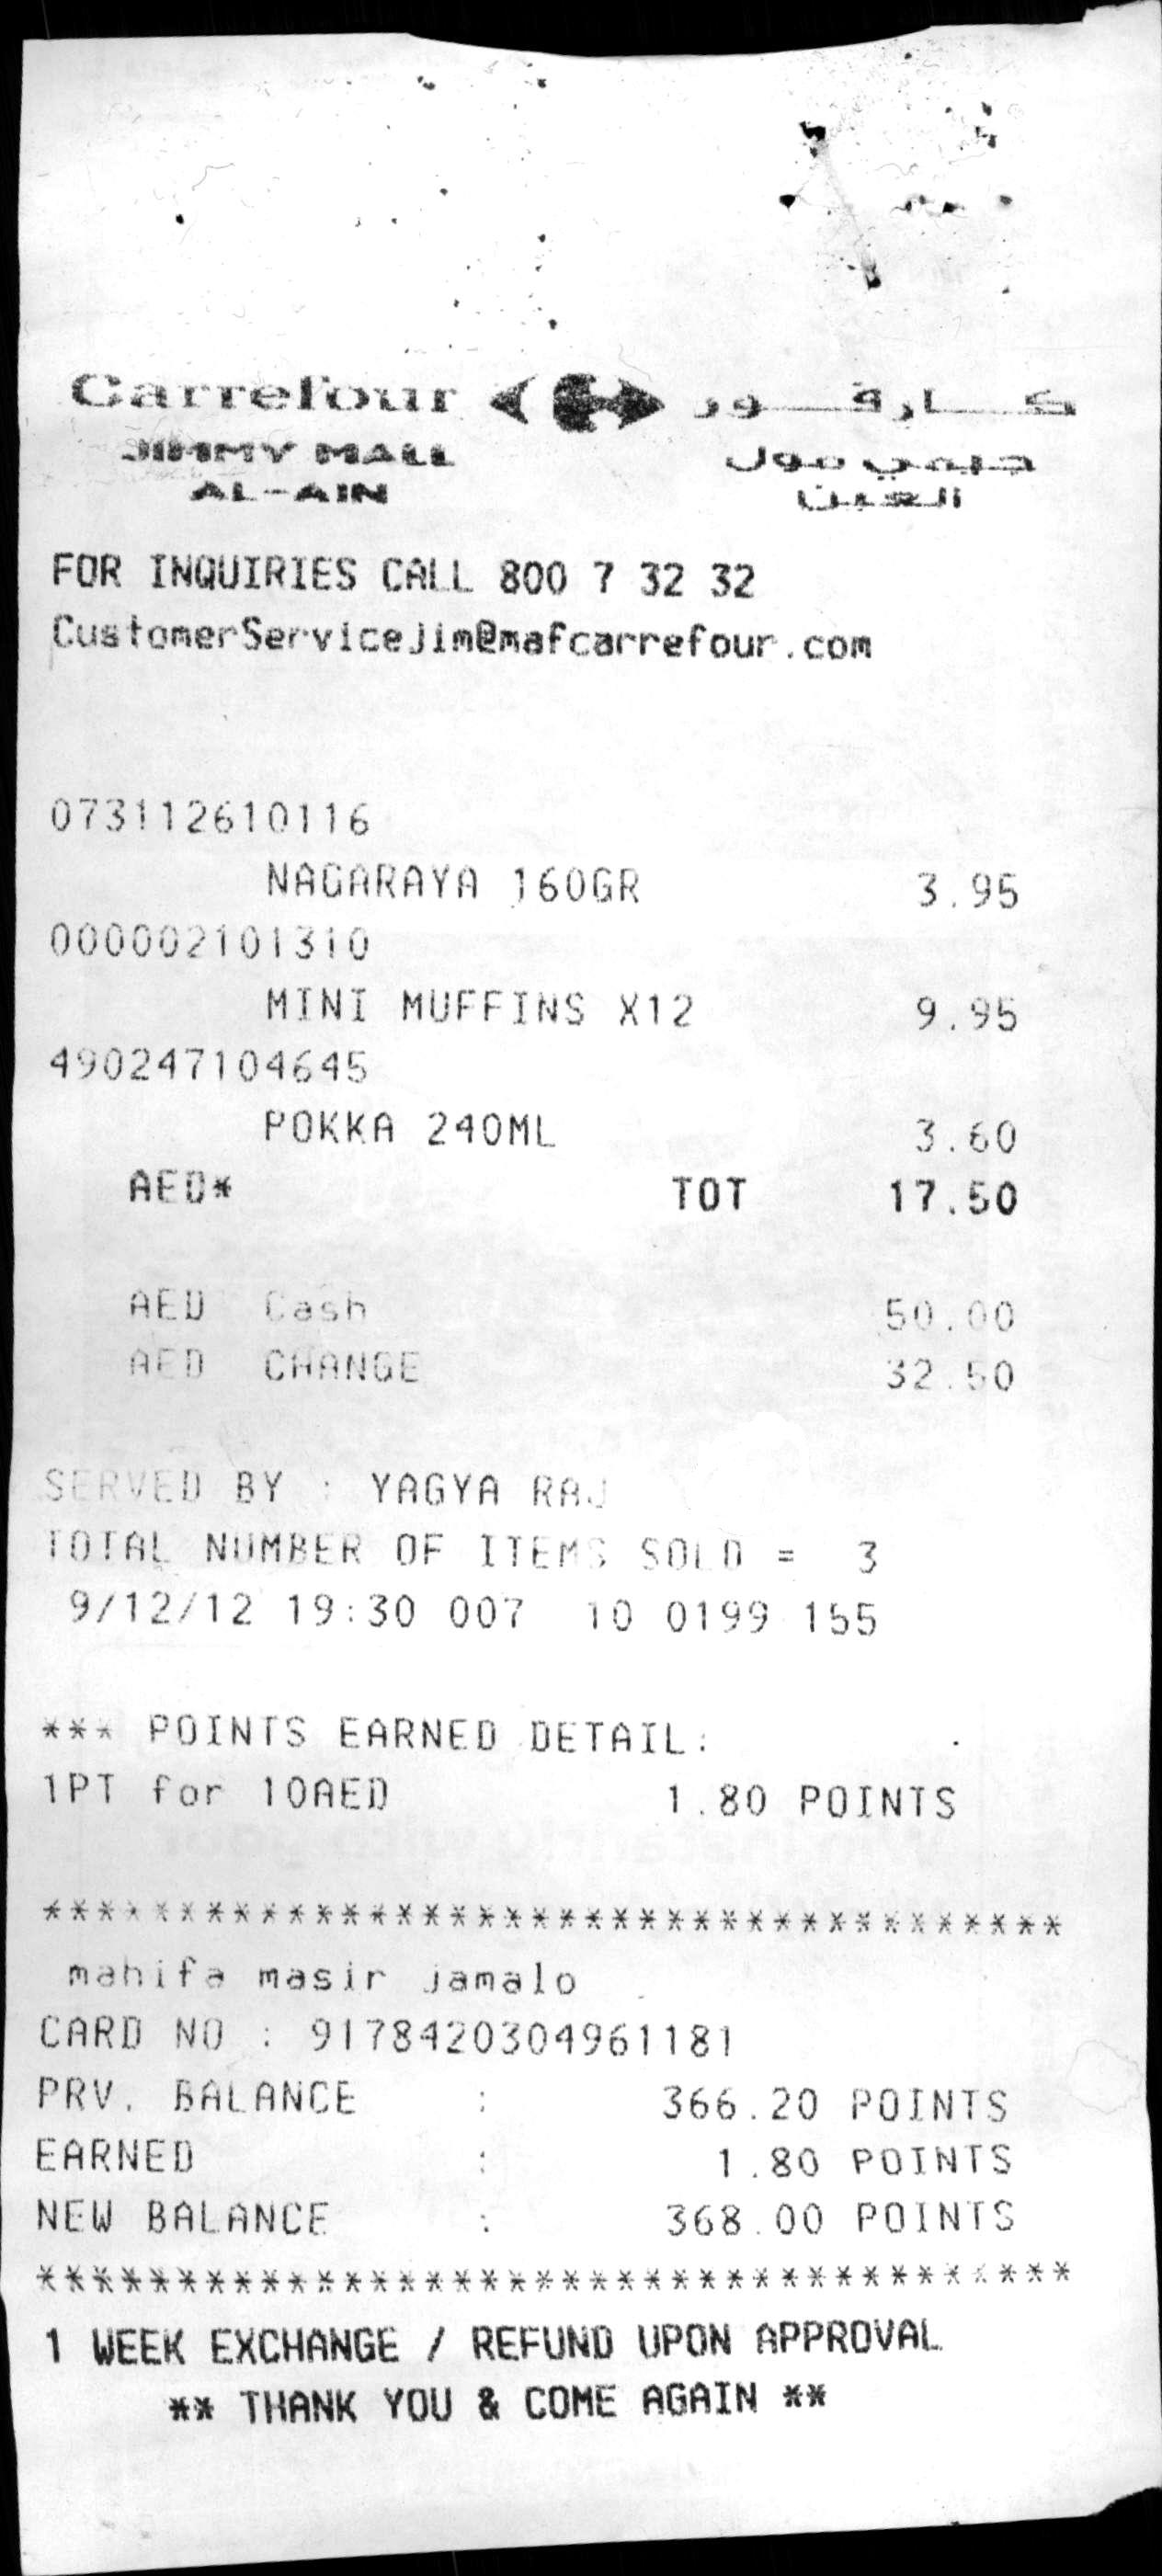 Carrefour كارفور
JIMMY MALL جيمي مول
AL-AIN العين
FOR INQUIRIES CALL 800 7 32 32
CustomerServiceJim@mafcarrefour.com
073112610116
NAGARAYA 160GR 3.95
000002101310
MINI MUFFINS X12 9.95
490247104645
POKKA 240ML 3.60
AED* TOT 17.50
AED Cash 50.00
AED CHANGE 32.50
SERVED BY : YAGYA RAJ
TOTAL NUMBER OF ITEMS SOLD = 3
9/12/12 19:30 007 10 0199 155
*** POINTS EARNED DETAIL:
1PT for 10AED 1.80 POINTS
**************************************
mahifa masir jamalo
CARD NO : 9178420304961181
PRV. BALANCE : 366.20 POINTS
EARNED : 1.80 POINTS
NEW BALANCE : 368.00 POINTS
**************************************
1 WEEK EXCHANGE / REFUND UPON APPROVAL
** THANK YOU & COME AGAIN **